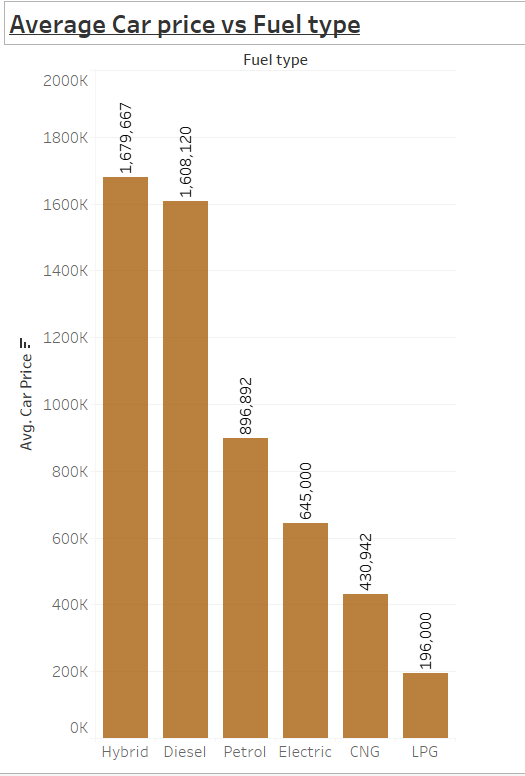 Average Car price vs Fuel type
Fuel type
2000K
1800K
1600K
1400K
1200K
1000K
800K
600K
400K
200K
0K
Avg. Car Price
1,679,667
1,608,120
896,892
645,000
430,942
196,000
Hybrid Diesel Petrol Electric CNG LPG